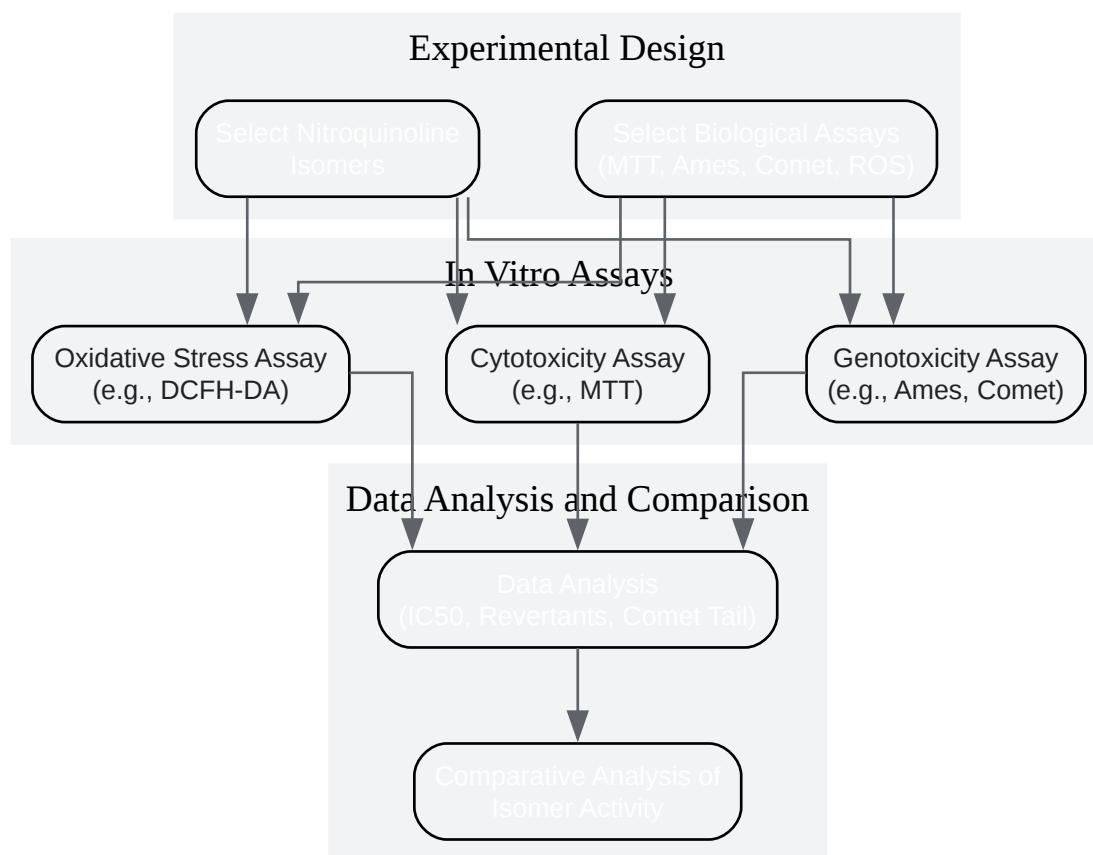 Experimental Design
Select Nitroquinoline
Isomers
Select Biological Assays
(MTT, Ames, Comet, ROS)
In Vitro Assays
Oxidative Stress Assay
(e.g., DCFH-DA)
Cytotoxicity Assay
(e.g., MTT)
Genotoxicity Assay
(e.g., Ames, Comet)
Data Analysis and Comparison
Data Analysis
(IC50, Revertants, Comet Tail)
Comparative Analysis of
Isomer Activity